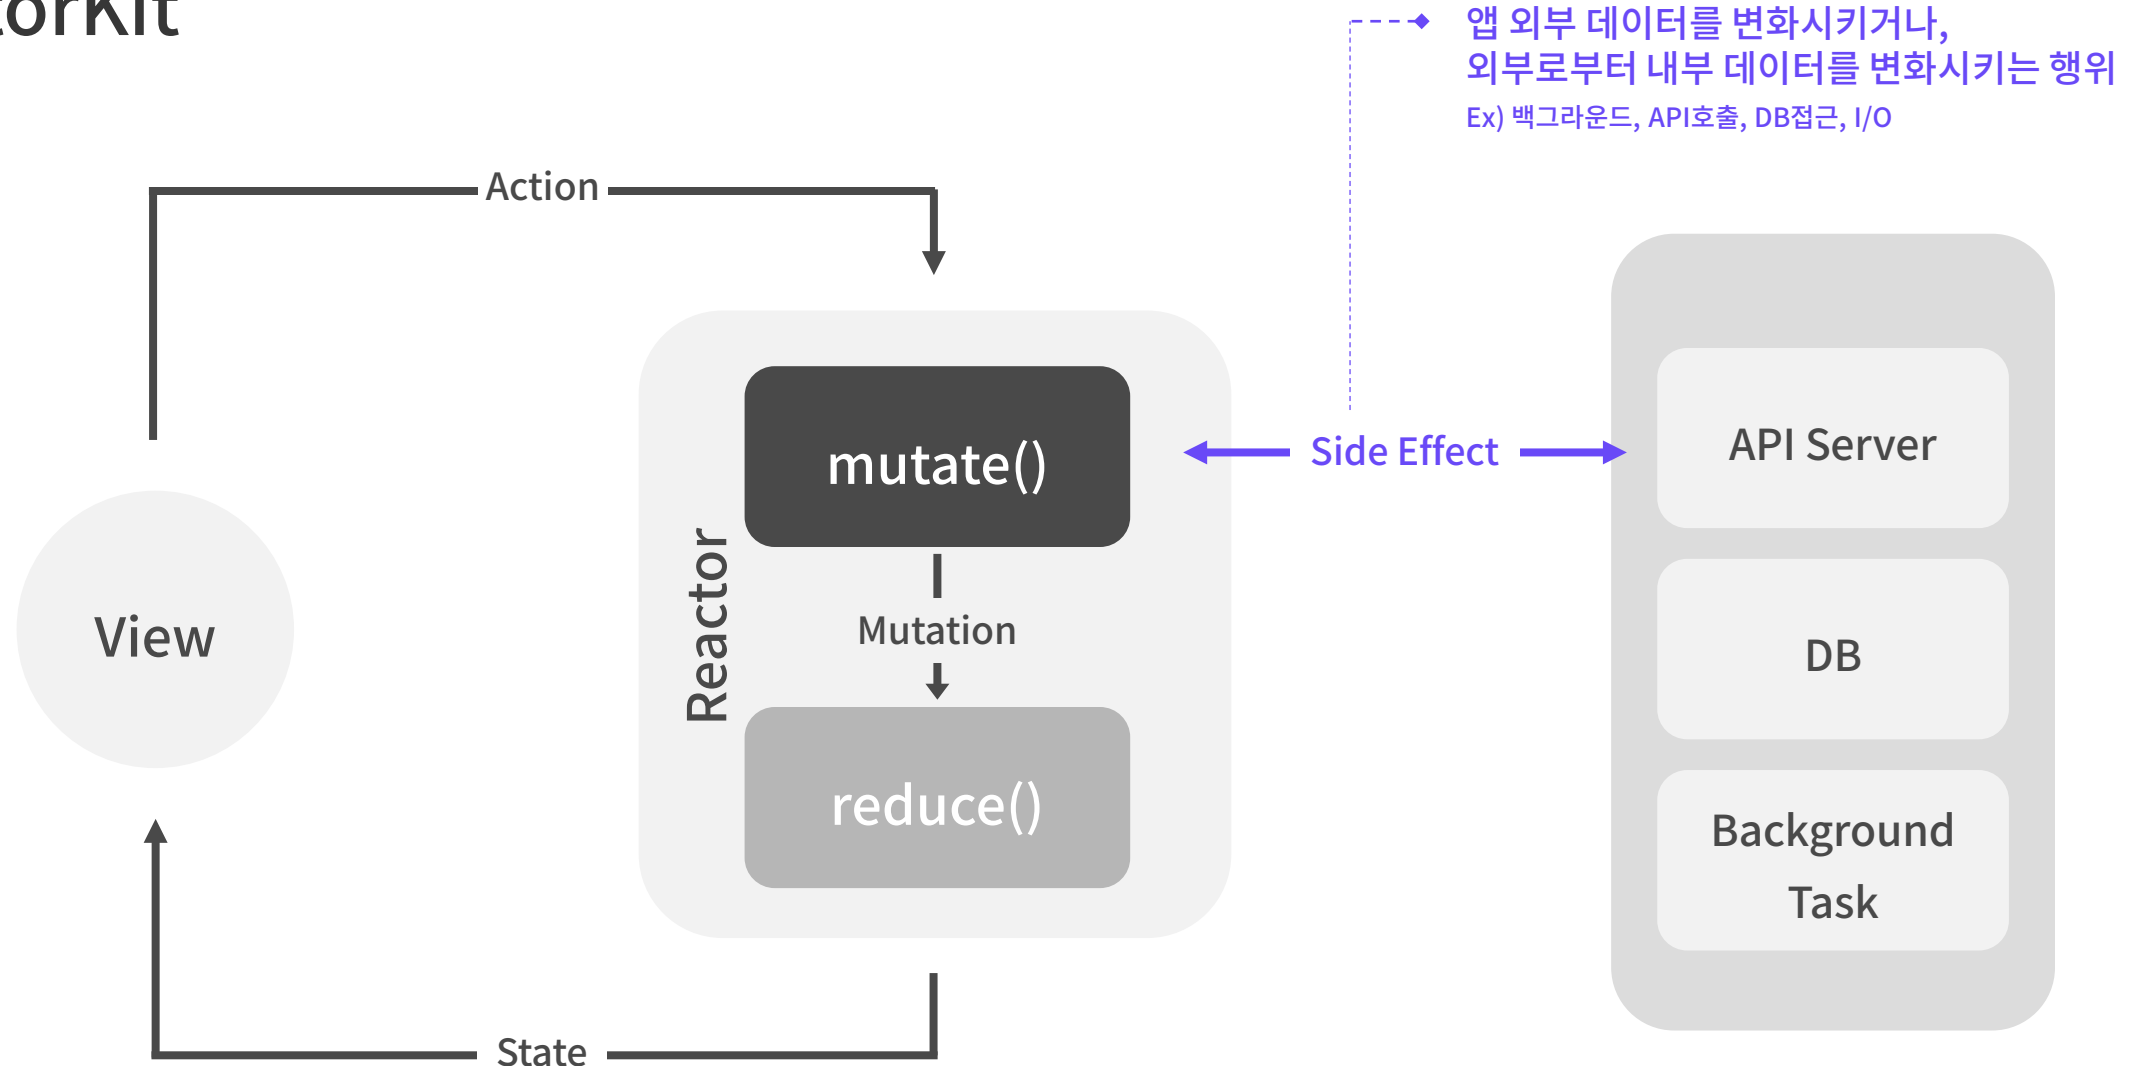 torKit
앱 외부 데이터를 변화시키거나,
외부로부터 내부 데이터를 변화시키는 행위
Ex) 백그라운드, API호출, DB접근, I/O
Action
mutate()
Side Effect
API Server
Reactor
Mutation
View
DB
reduce()
Background
Task
State